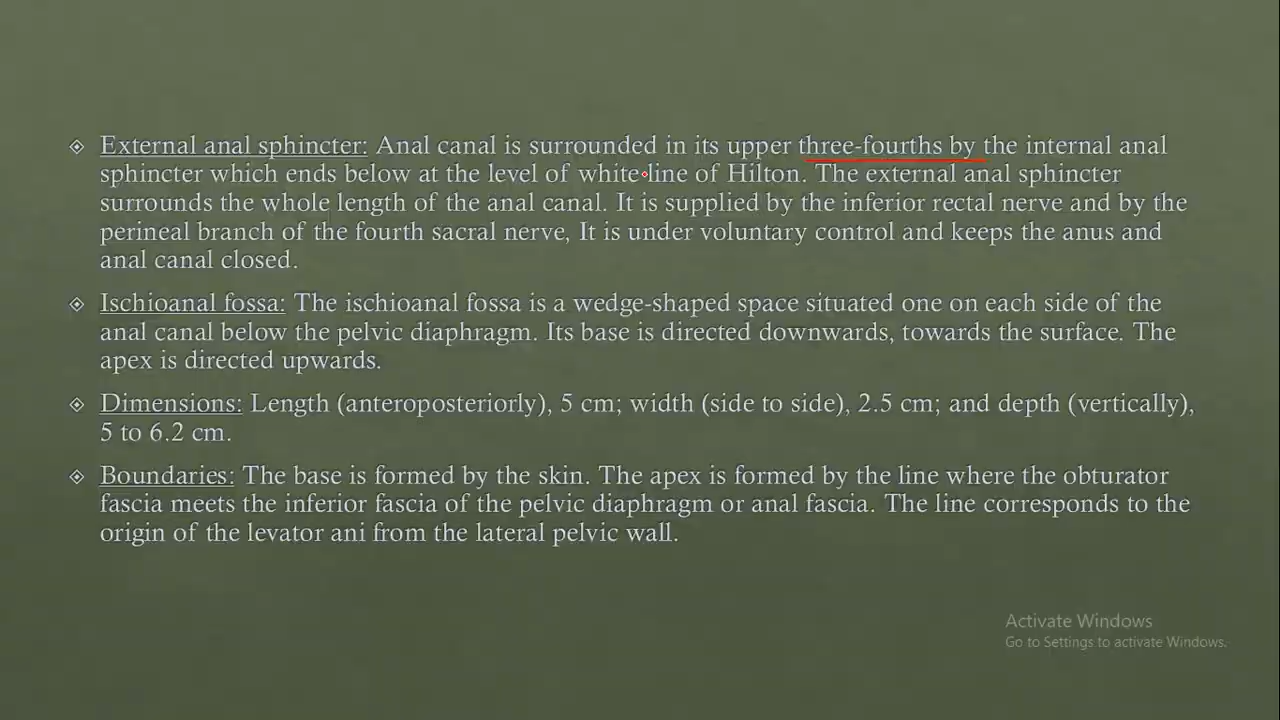 External anal sphincter: Anal canal is surrounded in its upper three-fourths by the internal anal
sphincter which ends below at the level of white line of Hilton. The external anal sphincter
surrounds the whole length of the anal canal. It is supplied by the inferior rectal nerve and by the
perineal branch of the fourth sacral nerve, It is under voluntary control and keeps the anus and
anal canal closed.
Ischioanal fossa: The ischioanal fossa is a wedge-shaped space situated one on each side of the
anal canal below the pelvic diaphragm. Its base is directed downwards, towards the surface. The
apex is directed upwards.
Dimensions: Length (anteroposteriorly), 5 cm; width (side to side), 2.5 cm; and depth (vertically),
5 to 6.2 cm.
Boundaries: The base is formed by the skin. The apex is formed by the line where the obturator
fascia meets the inferior fascia of the pelvic diaphragm or anal fascia. The line corresponds to the
origin of the levator ani from the lateral pelvic wall.
Activate Windows
Go to Settings to activate Windows.